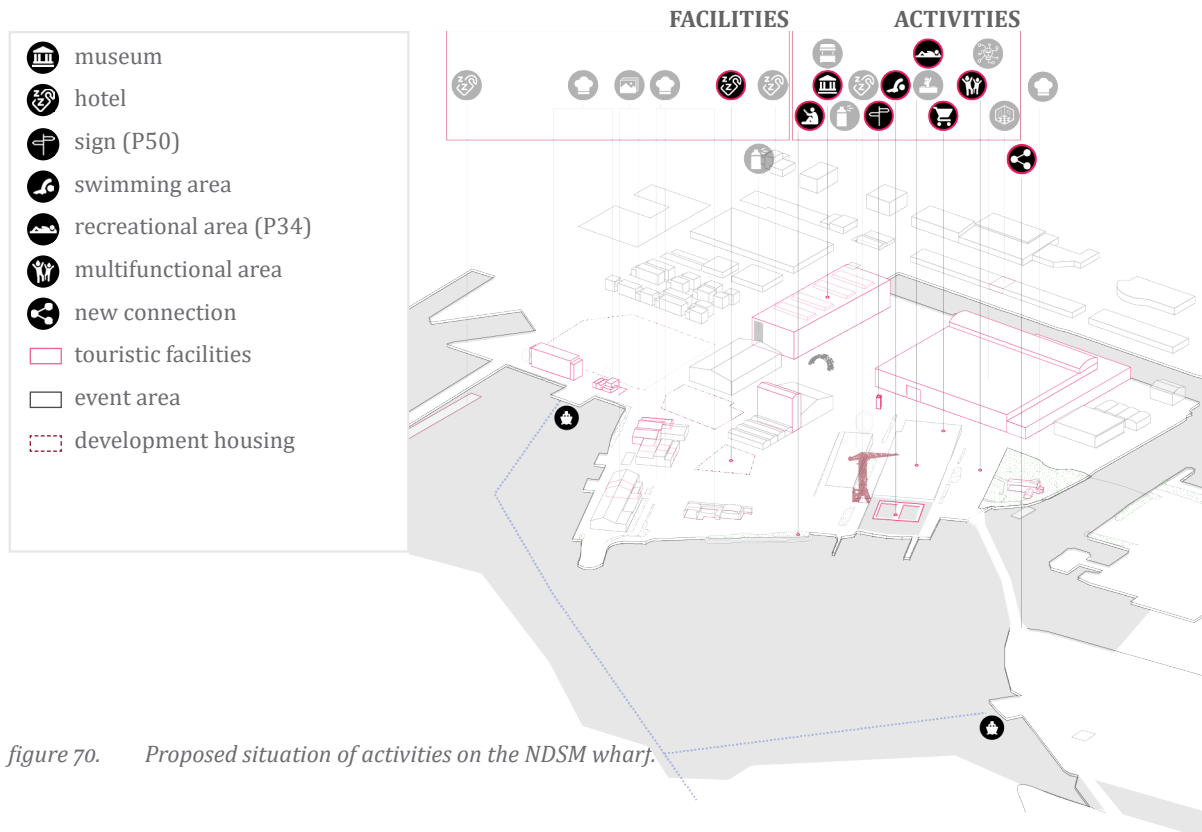 FACILITIES
ACTIVITIES
museum
hotel
sign (P50)
swimming area
recreational area (P34)
multifunctional area
new connection
touristic facilities
event area
development housing
figure 70. Proposed situation of activities on the NDSM wharf.